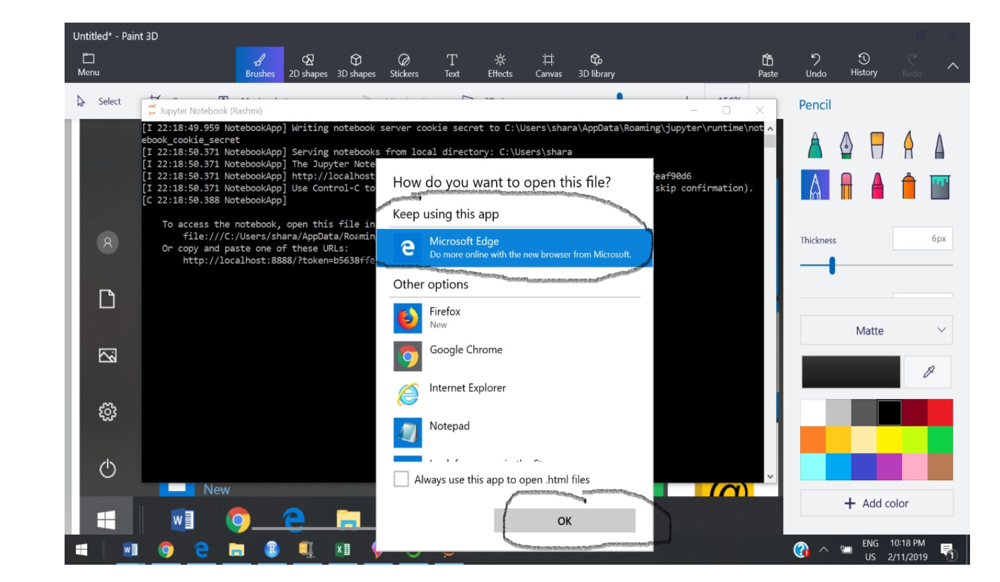 Untitled* - Paint 3D
Menu
Brushes
2D shapes
3D shapes
Stickers
Text
Effects
Canvas
3D library
Paste
Undo
History
Redo
Select
156%
Jupyter Notebook (Rashmi)
[I 22:18:49.959 NotebookApp] Writing notebook server cookie secret to C:\Users\shara\AppData\Roaming\jupyter\runtime\not
ebook_cookie_secret
[I 22:18:50.371 NotebookApp] Serving notebooks from local directory: C:\Users\shara
[I 22:18:50.371 NotebookApp] The Jupyter Note
[I 22:18:50.371 NotebookApp] http://localhost /eaf90d6
[I 22:18:50.371 NotebookApp] Use Control-C to skip confirmation).
[C 22:18:50.388 NotebookApp]
To access the notebook, open this file in
file:///C:/Users/shara/AppData/Roamin
Or copy and paste one of these URLs:
http://localhost:8888/?token=b5638ffe
How do you want to open this file?
Keep using this app
Microsoft Edge
Do more online with the new browser from Microsoft.
Other options
Firefox
New
Google Chrome
Internet Explorer
Notepad
Always use this app to open .html files
OK
New
Pencil
Thickness
6px
Matte
+ Add color
ENG
US
10:18 PM
2/11/2019
1